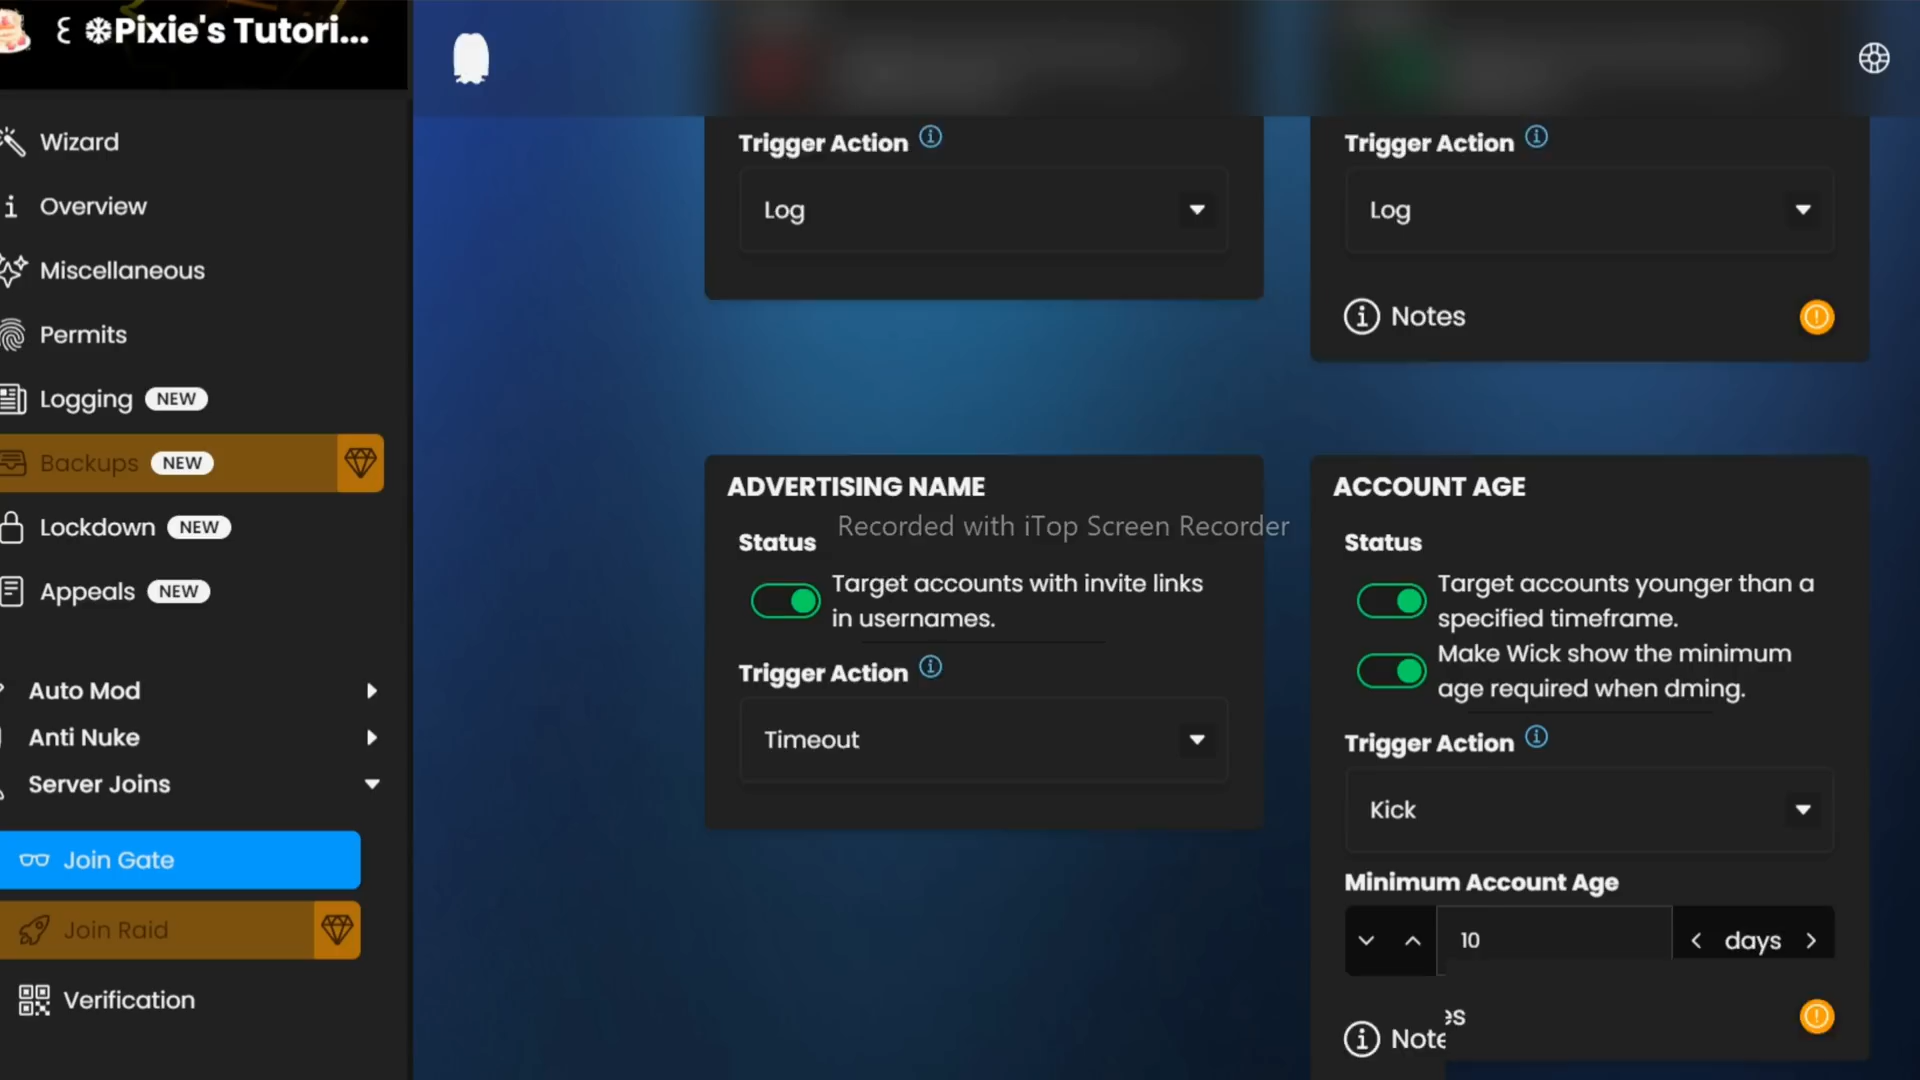 ξ ❄Pixie's Tutori...
Wizard
Overview
Miscellaneous
Permits
Logging NEW
Backups NEW
Lockdown NEW
Appeals NEW
Auto Mod
Anti Nuke
Server Joins
Join Gate
Join Raid
Verification
Trigger Action
Log
Trigger Action
Log
Notes
ADVERTISING NAME
Recorded with iTop Screen Recorder
Status
Target accounts with invite links
in usernames.
Trigger Action
Timeout
ACCOUNT AGE
Status
Target accounts younger than a
specified timeframe.
Make Wick show the minimum
age required when dming.
Trigger Action
Kick
Minimum Account Age
10
days
es
Note